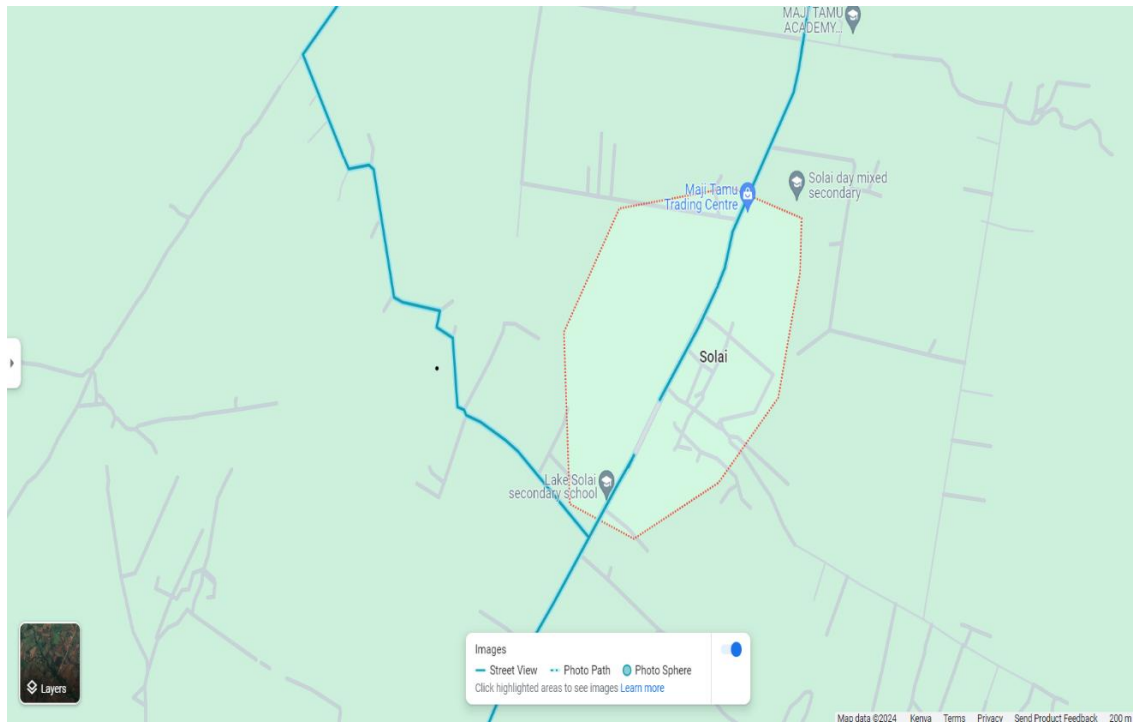 MAJI TAMU
ACADEMY...
Solai day mixed
secondary
Maji Tamu
Trading Centre
Solai
Lake Solai
secondary school
Images
Street View
Photo Path
Photo Sphere
Click highlighted areas to see images Learn more
Layers
Map data ©2024 Kenya Terms Privacy Send Product Feedback 200 m